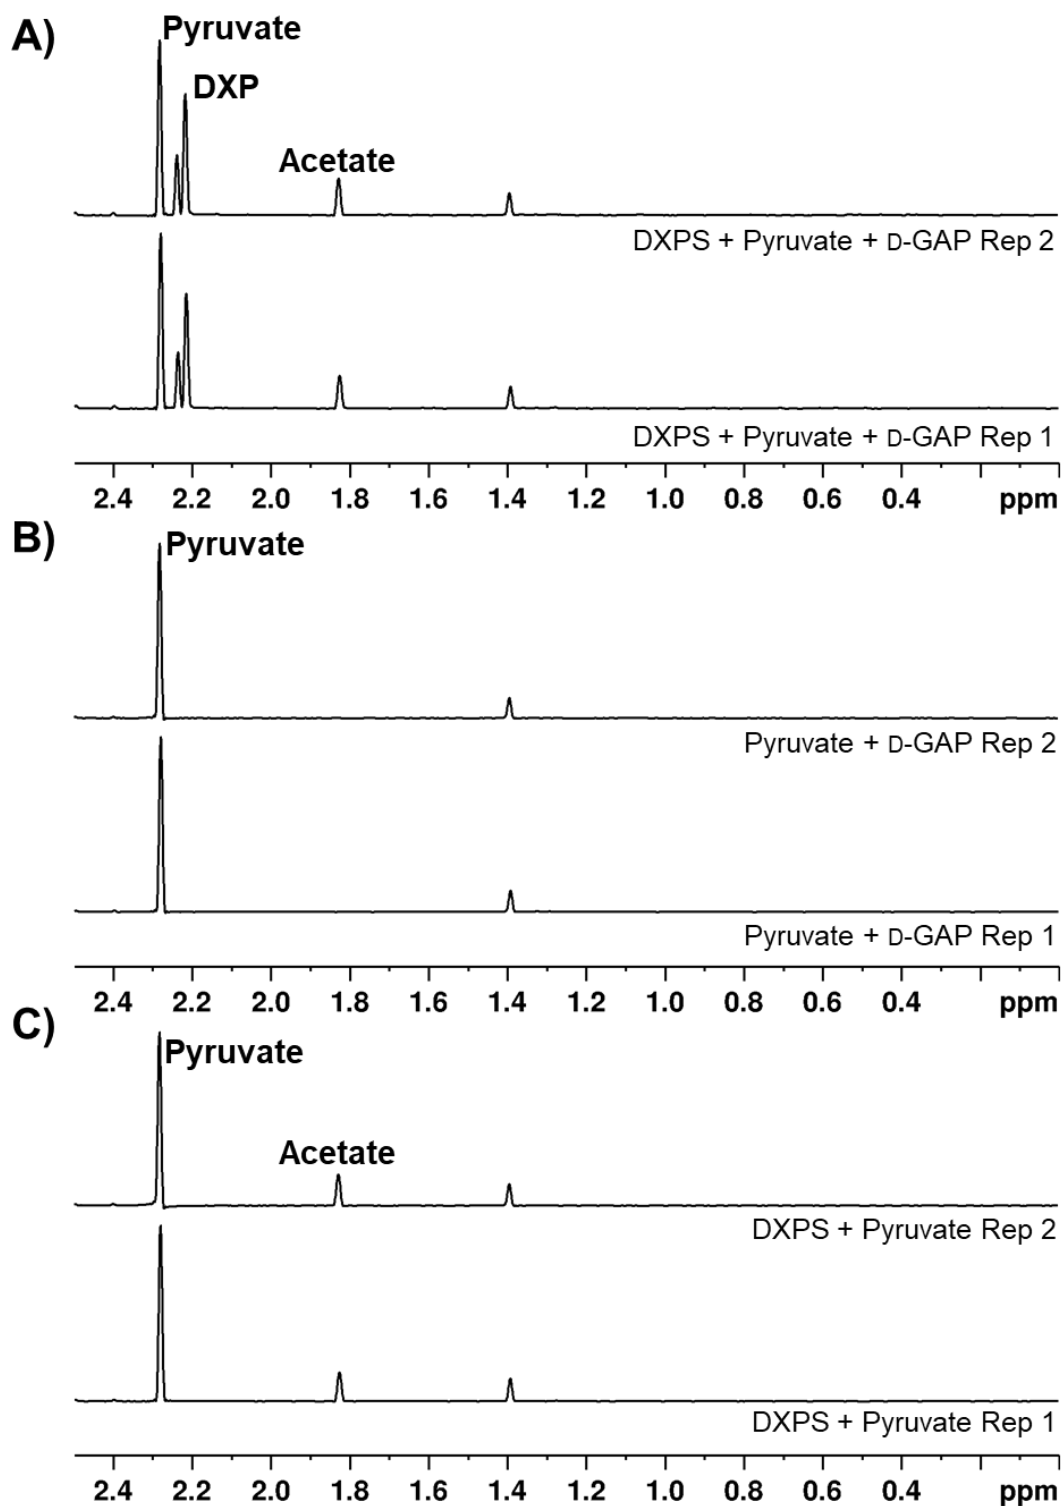 A)
Pyruvate
DXP
Acetate
DXPS + Pyruvate + D-GAP Rep 2
DXPS + Pyruvate + D-GAP Rep 1
2.4 2.2 2.0 1.8 1.6 1.4 1.2 1.0 0.8 0.6 0.4 ppm
B)
Pyruvate
Pyruvate + D-GAP Rep 2
Pyruvate + D-GAP Rep 1
2.4 2.2 2.0 1.8 1.6 1.4 1.2 1.0 0.8 0.6 0.4 ppm
C)
Pyruvate
Acetate
DXPS + Pyruvate Rep 2
DXPS + Pyruvate Rep 1
2.4 2.2 2.0 1.8 1.6 1.4 1.2 1.0 0.8 0.6 0.4 ppm